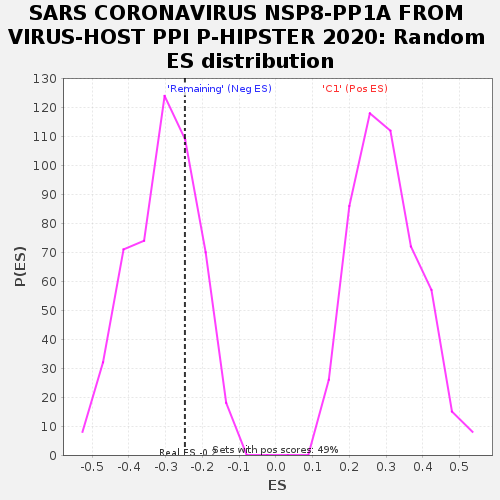 SARS CORONAVIRUS NSP8-PP1A FROM
VIRUS-HOST PPI P-HIPSTER 2020: Random
ES distribution
130
120
110
100
90
80
70
60
50
40
30
20
10
0
P(ES)
'Remaining' (Neg ES)
'C1' (Pos ES)
Real ES -0.2
Sets with pos scores: 49%
-0.5
-0.4
-0.3
-0.2
-0.1
0.0
0.1
0.2
0.3
0.4
0.5
ES